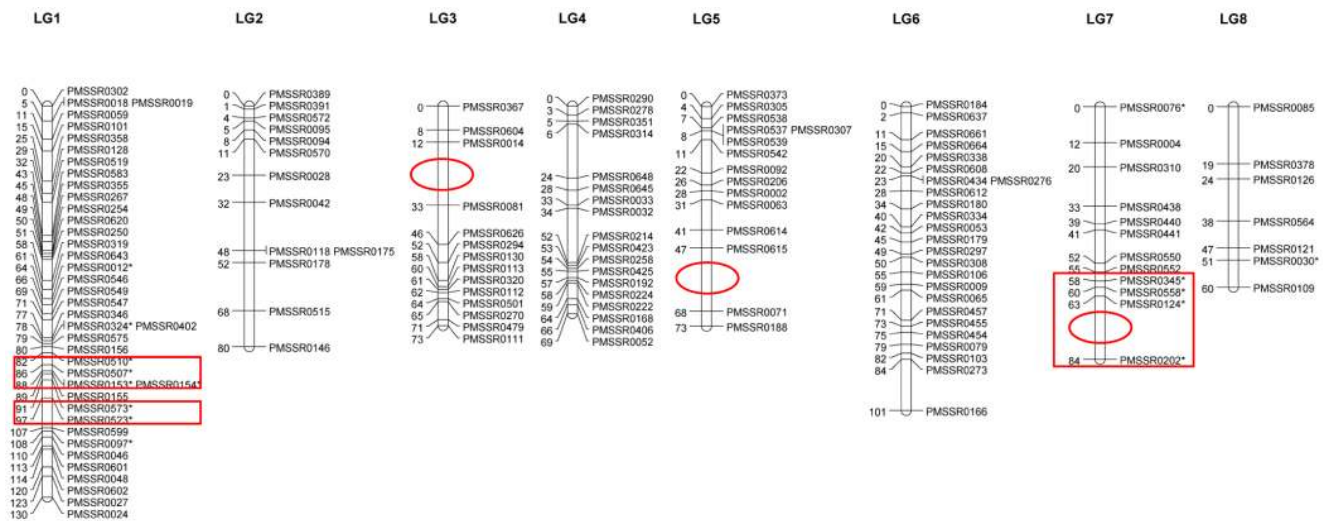 LG1
0 PMSSR0302
5 PMSSR0018 PMSSR0019
11 PMSSR0059
15 PMSSR0101
25 PMSSR0358
29 PMSSR0128
32 PMSSR0519
43 PMSSR0583
45 PMSSR0355
48 PMSSR0267
49 PMSSR0254
50 PMSSR0620
51 PMSSR0250
58 PMSSR0319
61 PMSSR0643
64 PMSSR0012*
66 PMSSR0546
69 PMSSR0549
71 PMSSR0547
77 PMSSR0346
78 PMSSR0324* PMSSR0402
79 PMSSR0575
80 PMSSR0156
82 PMSSR0510*
86 PMSSR0507*
88 PMSSR0153* PMSSR0154*
89 PMSSR0155
91 PMSSR0573*
97 PMSSR0523*
107 PMSSR0599
108 PMSSR0097*
110 PMSSR0046
113 PMSSR0601
114 PMSSR0048
120 PMSSR0602
123 PMSSR0027
130 PMSSR0024
LG2
0 PMSSR0389
1 PMSSR0391
4 PMSSR0572
5 PMSSR0095
8 PMSSR0094
11 PMSSR0570
23 PMSSR0028
32 PMSSR0042
48 PMSSR0118 PMSSR0175
52 PMSSR0178
68 PMSSR0515
80 PMSSR0146
LG3
0 PMSSR0367
8 PMSSR0604
12 PMSSR0014
33 PMSSR0081
46 PMSSR0626
52 PMSSR0294
58 PMSSR0130
60 PMSSR0113
61 PMSSR0320
62 PMSSR0112
64 PMSSR0501
65 PMSSR0270
71 PMSSR0479
73 PMSSR0111
LG4
0 PMSSR0290
3 PMSSR0278
5 PMSSR0351
6 PMSSR0314
24 PMSSR0648
28 PMSSR0645
33 PMSSR0033
34 PMSSR0032
52 PMSSR0214
53 PMSSR0423
54 PMSSR0258
55 PMSSR0425
57 PMSSR0192
58 PMSSR0224
59 PMSSR0222
64 PMSSR0168
66 PMSSR0406
69 PMSSR0052
LG5
0 PMSSR0373
4 PMSSR0305
7 PMSSR0538
8 PMSSR0537 PMSSR0307
PMSSR0539
11 PMSSR0542
22 PMSSR0092
26 PMSSR0206
28 PMSSR0002
31 PMSSR0063
41 PMSSR0614
47 PMSSR0615
68 PMSSR0071
73 PMSSR0188
LG6
0 PMSSR0184
2 PMSSR0637
11 PMSSR0661
15 PMSSR0664
20 PMSSR0338
22 PMSSR0608
23 PMSSR0434 PMSSR0276
28 PMSSR0612
34 PMSSR0180
40 PMSSR0334
42 PMSSR0053
45 PMSSR0179
49 PMSSR0297
50 PMSSR0308
55 PMSSR0106
59 PMSSR0009
61 PMSSR0065
71 PMSSR0457
73 PMSSR0455
75 PMSSR0454
79 PMSSR0079
82 PMSSR0103
84 PMSSR0273
101 PMSSR0166
LG7
0 PMSSR0076*
12 PMSSR0004
20 PMSSR0310
33 PMSSR0438
39 PMSSR0440
41 PMSSR0441
52 PMSSR0550
55 PMSSR0552
58 PMSSR0345*
60 PMSSR0558*
63 PMSSR0124*
84 PMSSR0202*
LG8
0 PMSSR0085
19 PMSSR0378
24 PMSSR0126
38 PMSSR0564
47 PMSSR0121
51 PMSSR0030*
60 PMSSR0109